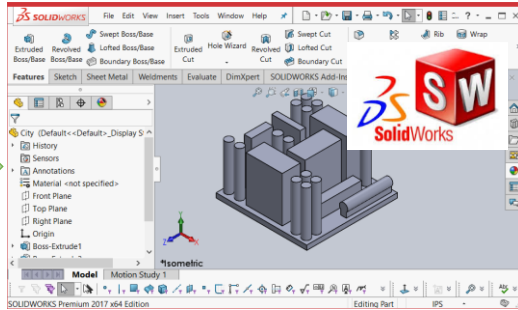 SOLIDWORKS File Edit View Insert Tools Window Help
Extruded Boss/Base
Revolved Boss/Base
Swept Boss/Base
Lofted Boss/Base
Boundary Boss/Base
Extruded Cut
Hole Wizard
Revolved Cut
Swept Cut
Lofted Cut
Boundary Cut
Rib
Wrap
Features Sketch Sheet Metal Weldments Evaluate DimXpert SOLIDWORKS Add-Ins
SW
SolidWorks
City (Default<<Default>_Display S
History
Sensors
Annotations
Material <not specified>
Front Plane
Top Plane
Right Plane
Origin
Boss-Extrude1
*Isometric
Model Motion Study 1
SOLIDWORKS Premium 2017 x64 Edition Editing Part IPS